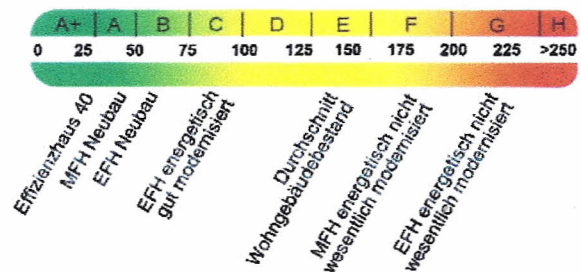 A+ A B C D E F G H
0 25 50 75 100 125 150 175 200 225 >250
Effizienzhaus 40
MFH Neubau
EFH Neubau
EFH energetisch
gut modernisiert
Durchschnitt
Wohngebäudebestand
MFH energetisch nicht
wesentlich modernisiert
EFH energetisch nicht
wesentlich modernisiert